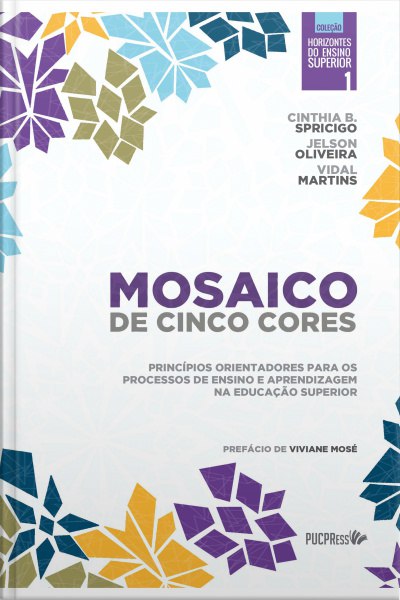 COLEÇÃO
HORIZONTES
DO ENSINO
SUPERIOR
1
CINTHIA B.
SPRICIGO
JELSON
OLIVEIRA
VIDAL
MARTINS
MOSAICO
DE CINCO CORES
PRINCÍPIOS ORIENTADORES PARA OS
PROCESSOS DE ENSINO E APRENDIZAGEM
NA EDUCAÇÃO SUPERIOR
PREFÁCIO DE VIVIANE MOSÉ
PUCPRESS